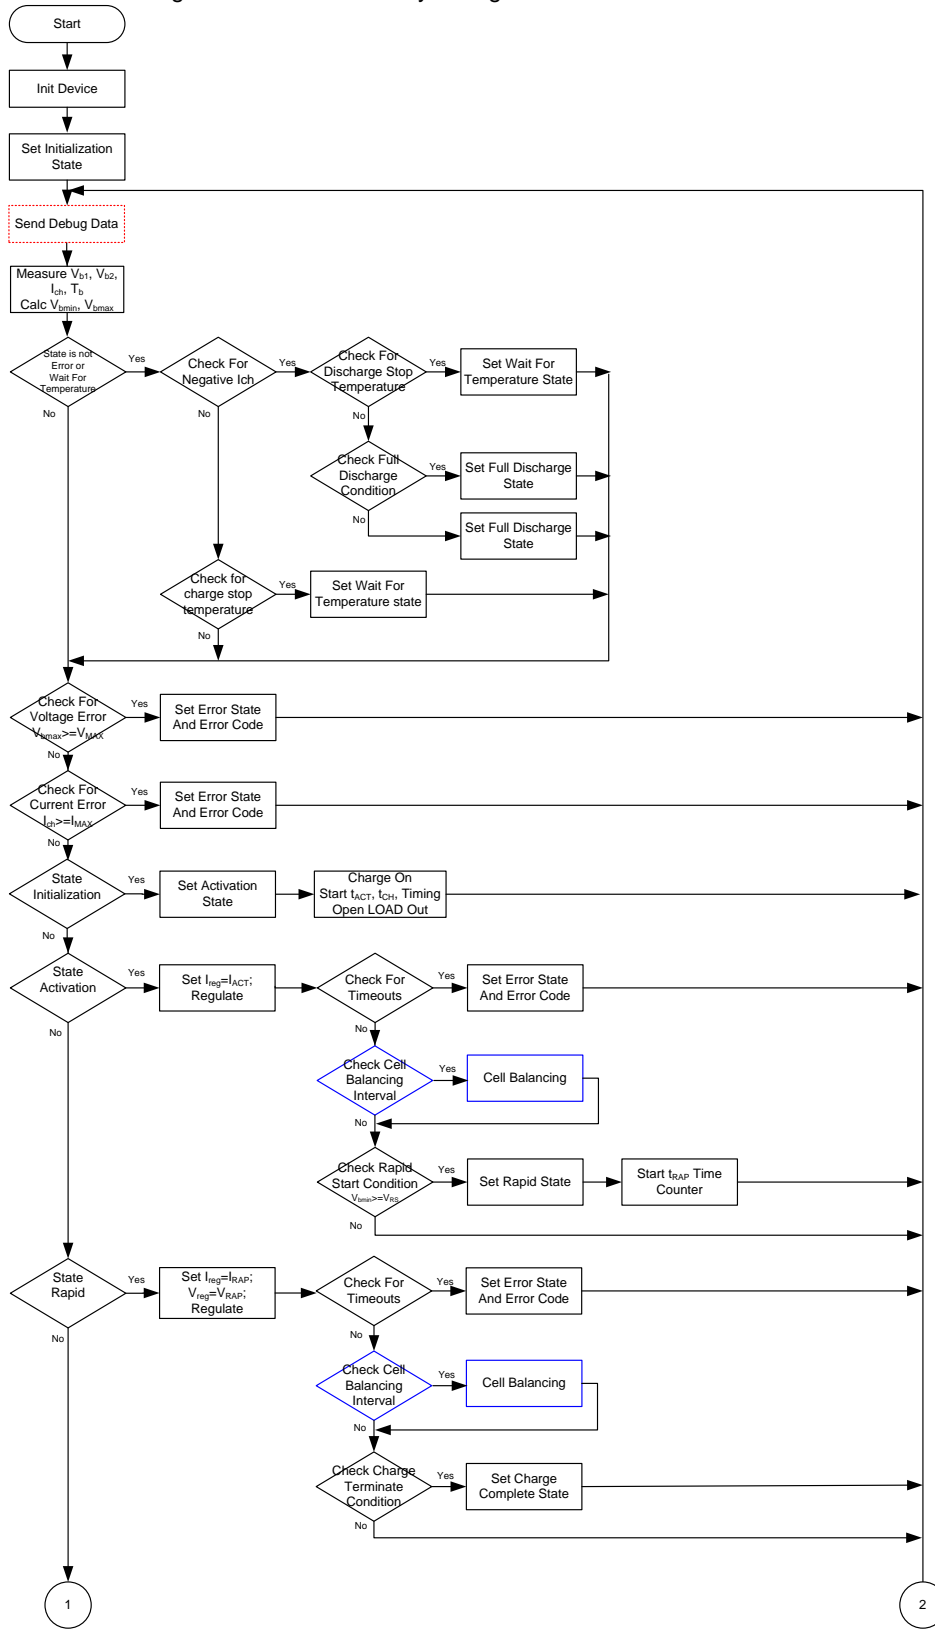 Start
Init Device
Set Initialization
State
Send Debug Data
Measure Vb1, Vb2,
Ich, Tb
Calc Vbmin, Vbmax
State is not
Error or
Wait For
Temperature
Yes
No
Check For
Negative Ich
Yes
No
Check For
Discharge Stop
Temperature
Yes
No
Set Wait For
Temperature State
Check Full
Discharge
Condition
Yes
No
Set Full Discharge
State
Set Full Discharge
State
Check for
charge stop
temperature
Yes
No
Set Wait For
Temperature state
Check For
Voltage Error
Vbmax>=VMAX
Yes
No
Set Error State
And Error Code
Check For
Current Error
Ich>=IMAX
Yes
No
Set Error State
And Error Code
State
Initialization
Yes
No
Set Activation
State
Charge On
Start tACT, tCH, Timing
Open LOAD Out
State
Activation
Yes
No
Set Ireg=IACT;
Regulate
Check For
Timeouts
Yes
No
Set Error State
And Error Code
Check Cell
Balancing
Interval
Yes
No
Cell Balancing
Check Rapid
Start Condition
Vbmin>=VRS
Yes
No
Set Rapid State
Start tRAP Time
Counter
State
Rapid
Yes
No
Set Ireg=IRAP;
Vreg=VRAP;
Regulate
Check For
Timeouts
Yes
No
Set Error State
And Error Code
Check Cell
Balancing
Interval
Yes
No
Cell Balancing
Check Charge
Terminate
Condition
Yes
No
Set Charge
Complete State
1
2